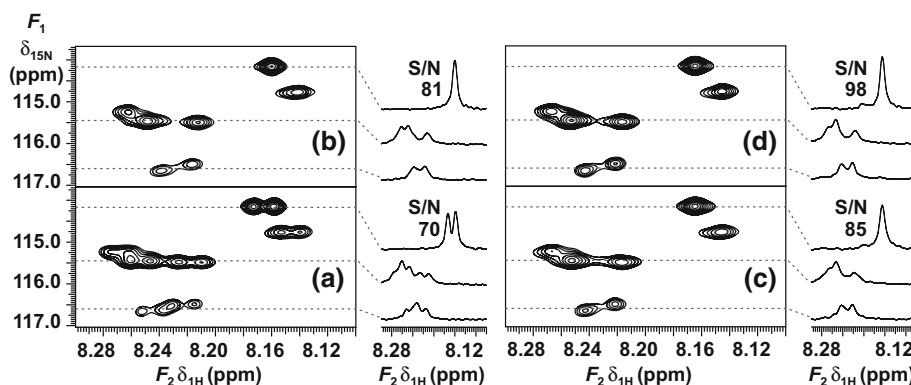 F1
δ15N
(ppm)
115.0
116.0
117.0
115.0
116.0
117.0
(b)
(a)
S/N
81
S/N
70
8.28 8.24 8.20 8.16 8.12
F2 δ1H (ppm)
8.28 8.12
F2 δ1H (ppm)
(d)
(c)
S/N
98
S/N
85
8.28 8.24 8.20 8.16 8.12
F2 δ1H (ppm)
8.28 8.12
F2 δ1H (ppm)